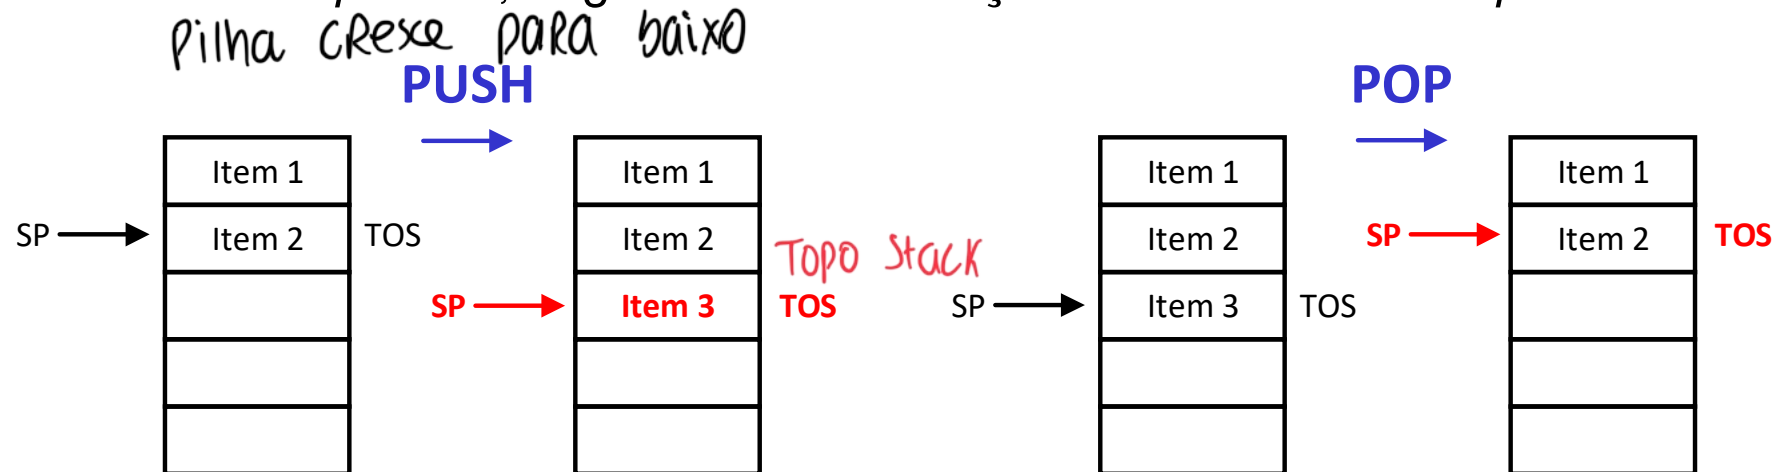 Pilha cresce para baixo
PUSH
POP
Item 1
Item 1
Item 1
Item 1
SP
Item 2
TOS
Item 2
Topo Stack
Item 2
SP
Item 2
TOS
SP
Item 3
TOS
SP
Item 3
TOS